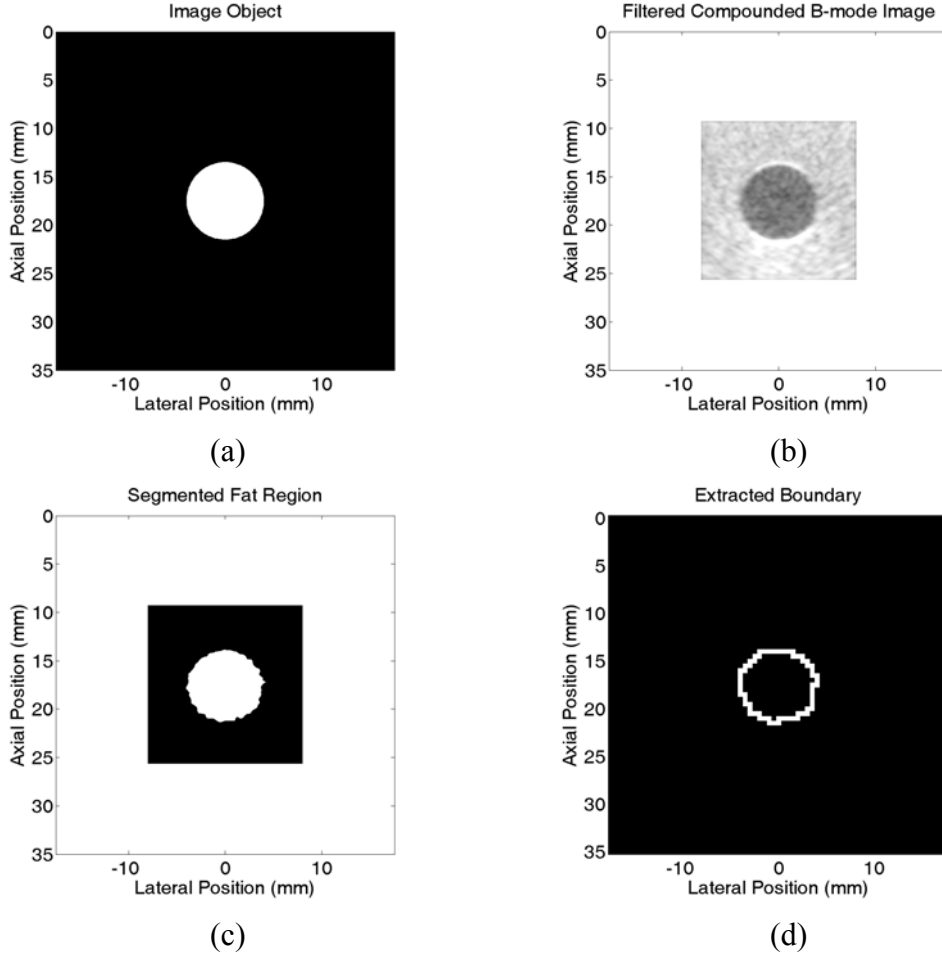 Image Object
0
5
10
15
20
25
30
35
Axial Position (mm)
-10 0 10
Lateral Position (mm)
(a)
Filtered Compounded B-mode Image
0
5
10
15
20
25
30
35
Axial Position (mm)
-10 0 10
Lateral Position (mm)
(b)
Segmented Fat Region
0
5
10
15
20
25
30
35
Axial Position (mm)
-10 0 10
Lateral Position (mm)
(c)
Extracted Boundary
0
5
10
15
20
25
30
35
Axial Position (mm)
-10 0 10
Lateral Position (mm)
(d)